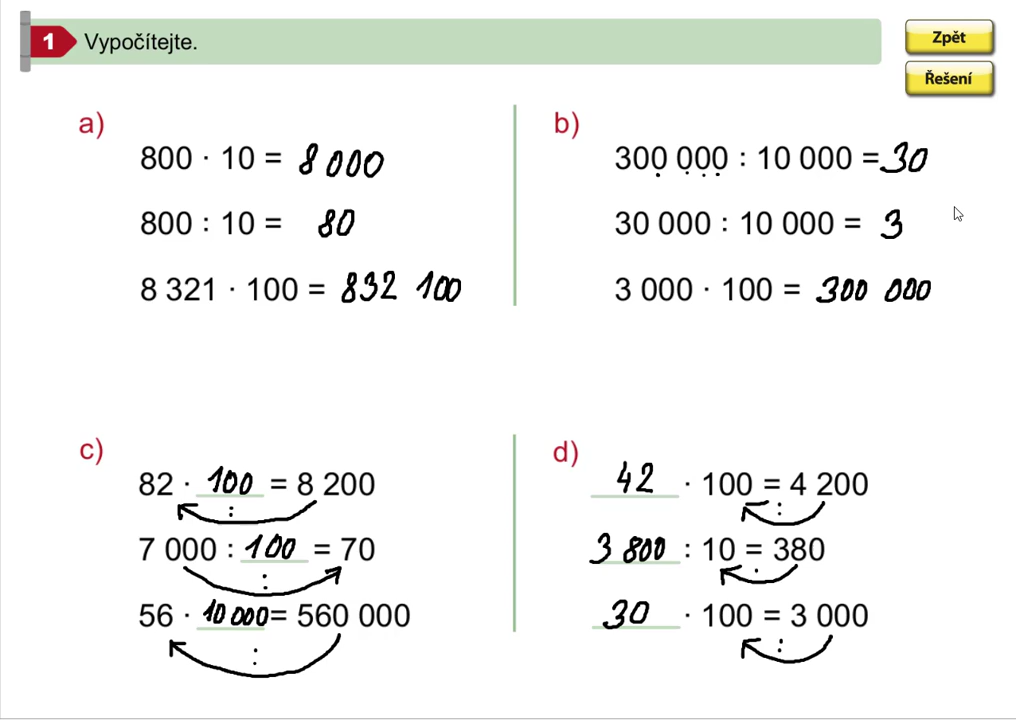 1 Vypočítejte.
Zpět
Řešení
a)
800 · 10 = 8 000
800 : 10 = 80
8 321 · 100 = 832 100
b)
300 000 : 10 000 = 30
30 000 : 10 000 = 3
3 000 · 100 = 300 000
c)
82 · 100 = 8 200
:
7 000 : 100 = 70
:
56 · 10 000 = 560 000
:
d)
42 · 100 = 4 200
:
3 800 : 10 = 380
·
30 · 100 = 3 000
: